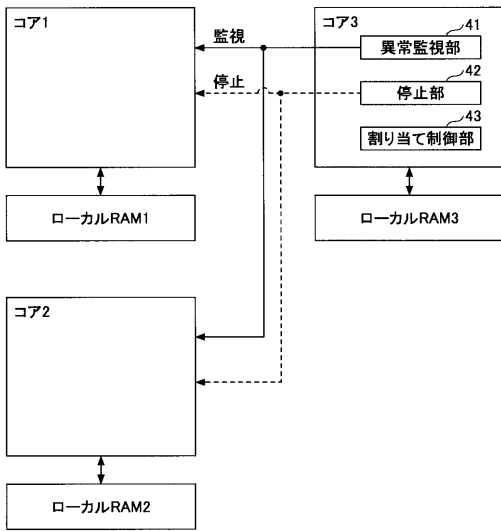 コア1
監視
停止
ローカルRAM1
コア3
41
異常監視部
42
停止部
43
割り当て制御部
ローカルRAM3
コア2
ローカルRAM2